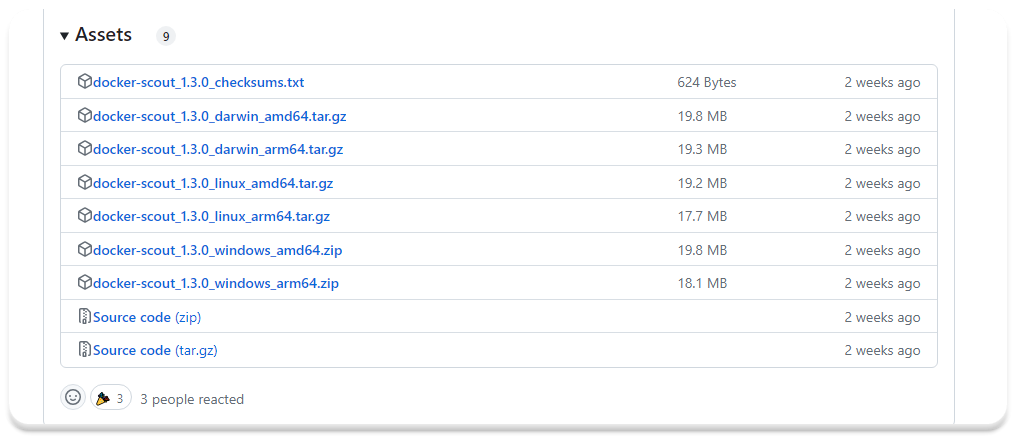 Assets 9
docker-scout_1.3.0_checksums.txt 624 Bytes 2 weeks ago
docker-scout_1.3.0_darwin_amd64.tar.gz 19.8 MB 2 weeks ago
docker-scout_1.3.0_darwin_arm64.tar.gz 19.3 MB 2 weeks ago
docker-scout_1.3.0_linux_amd64.tar.gz 19.2 MB 2 weeks ago
docker-scout_1.3.0_linux_arm64.tar.gz 17.7 MB 2 weeks ago
docker-scout_1.3.0_windows_amd64.zip 19.8 MB 2 weeks ago
docker-scout_1.3.0_windows_arm64.zip 18.1 MB 2 weeks ago
Source code (zip) 2 weeks ago
Source code (tar.gz) 2 weeks ago
3 3 people reacted